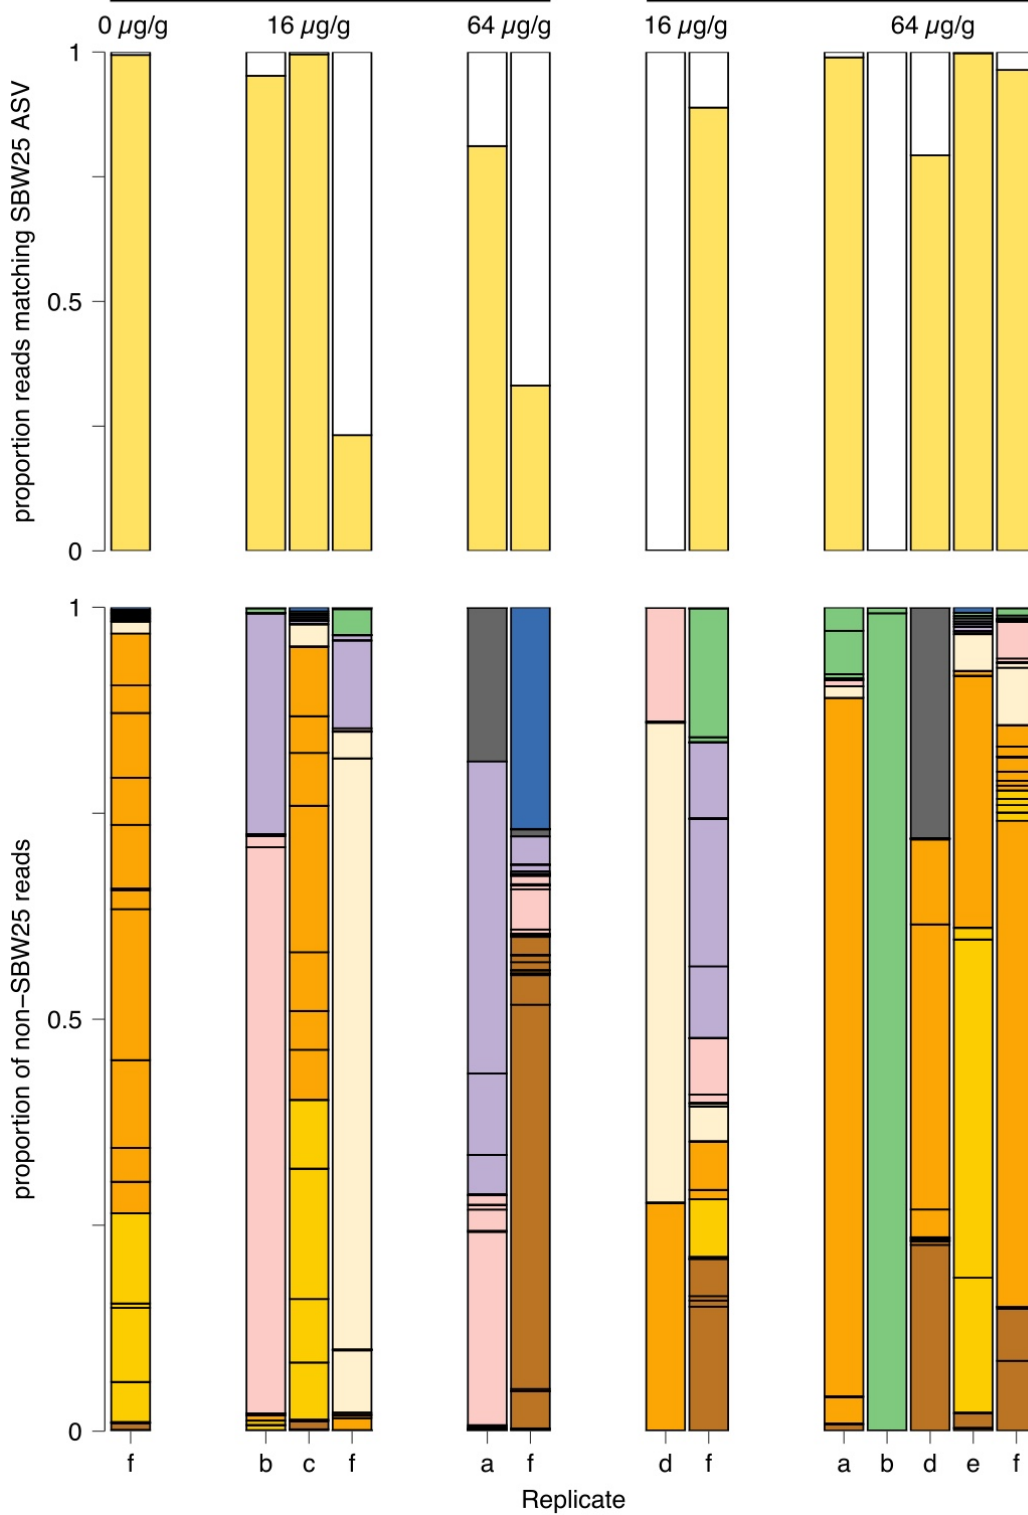 0 µg/g 16 µg/g 64 µg/g 16 µg/g 64 µg/g
proportion reads matching SBW25 ASV
1
0.5
0
proportion of non−SBW25 reads
1
0.5
0
f b c f a f d f a b d e f
Replicate